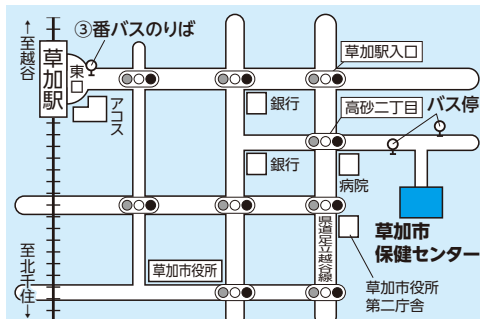 ③番バスのりば
↑至越谷
草加駅
東口
アコス
草加駅入口
銀行
高砂二丁目
バス停
銀行
病院
県道足立越谷線
草加市
保健センター
草加市役所
草加市役所
第二庁舎
至北千住↓